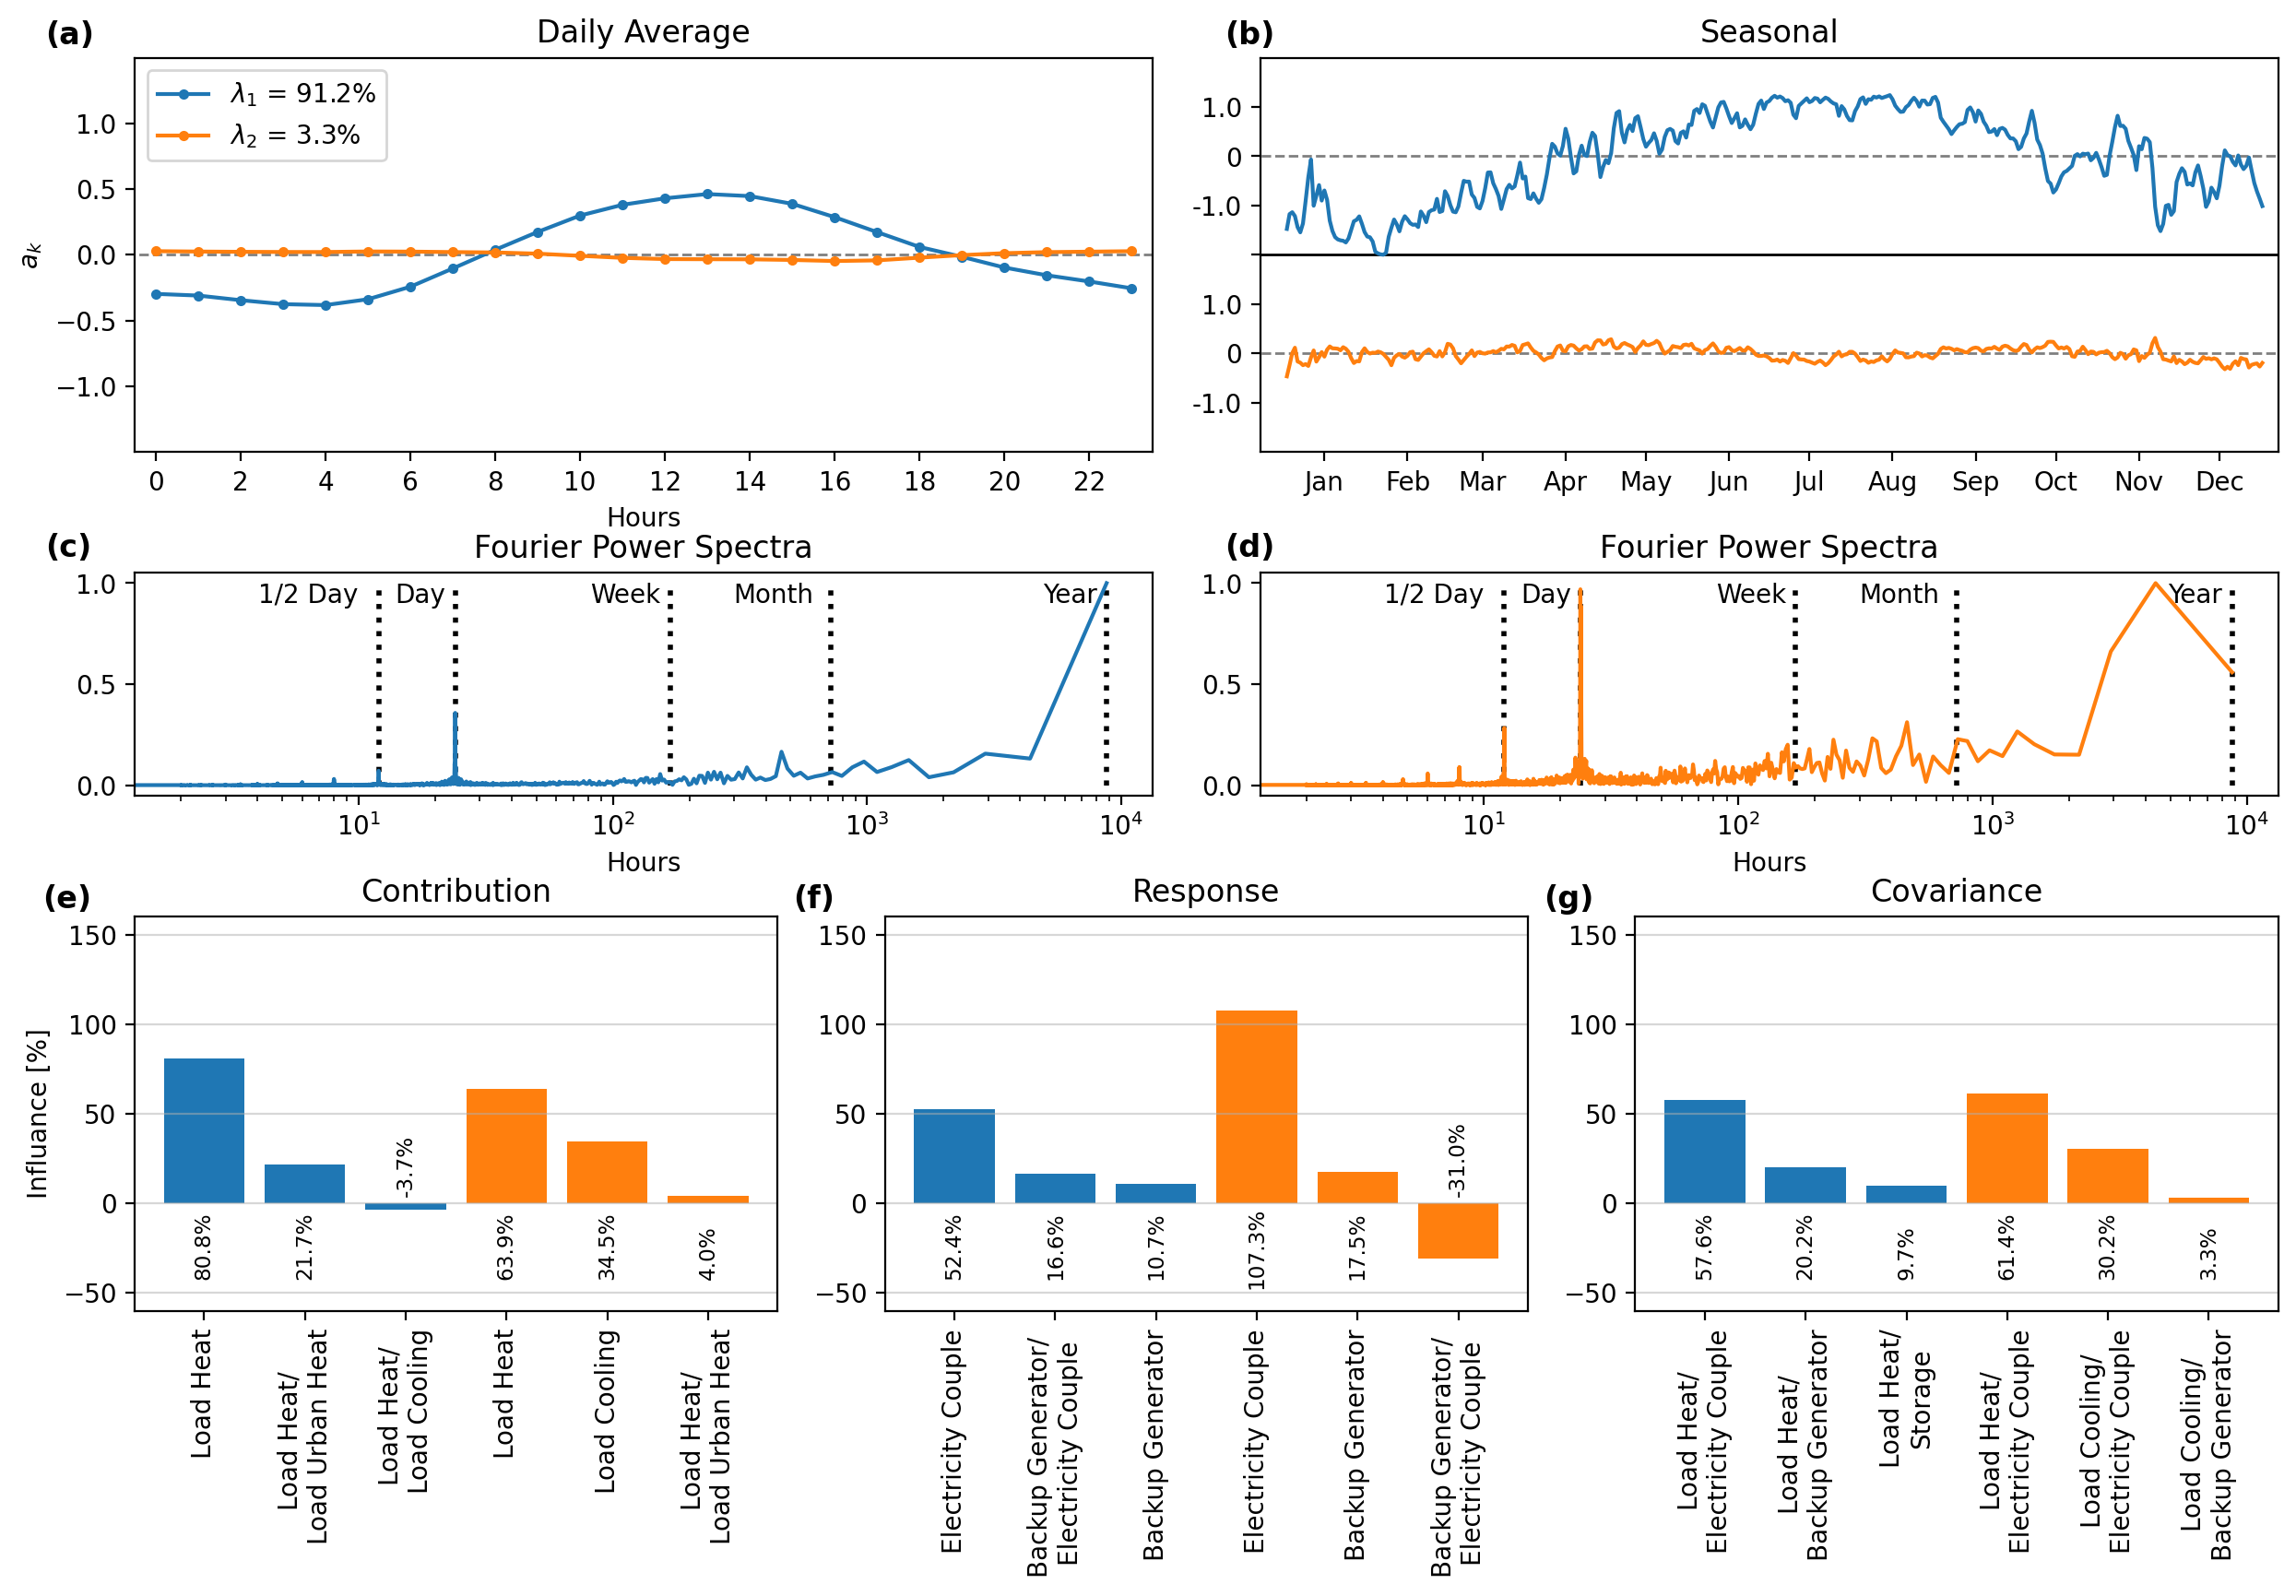 (a)
Daily Average
λ1 = 91.2%
λ2 = 3.3%
1.0
0.5
0.0
−0.5
−1.0
ak
0 2 4 6 8 10 12 14 16 18 20 22
Hours
(b)
Seasonal
1.0
0
-1.0
1.0
0
-1.0
Jan Feb Mar Apr May Jun Jul Aug Sep Oct Nov Dec
(c)
Fourier Power Spectra
1/2 Day Day Week Month Year
1.0
0.5
0.0
10^1 10^2 10^3 10^4
Hours
(d)
Fourier Power Spectra
1/2 Day Day Week Month Year
1.0
0.5
0.0
10^1 10^2 10^3 10^4
Hours
(e)
Contribution
Influance [%]
150
100
50
0
−50
80.8%
21.7%
-3.7%
63.9%
34.5%
4.0%
Load Heat
Load Heat/
Load Urban Heat
Load Heat/
Load Cooling
Load Heat
Load Cooling
Load Heat/
Load Urban Heat
(f)
Response
150
100
50
0
−50
52.4%
16.6%
10.7%
107.3%
17.5%
-31.0%
Electricity Couple
Backup Generator/
Electricity Couple
Backup Generator
Electricity Couple
Backup Generator
Backup Generator/
Electricity Couple
(g)
Covariance
150
100
50
0
−50
57.6%
20.2%
9.7%
61.4%
30.2%
3.3%
Load Heat/
Electricity Couple
Load Heat/
Backup Generator
Load Heat/
Storage
Load Heat/
Electricity Couple
Load Cooling/
Electricity Couple
Load Cooling/
Backup Generator